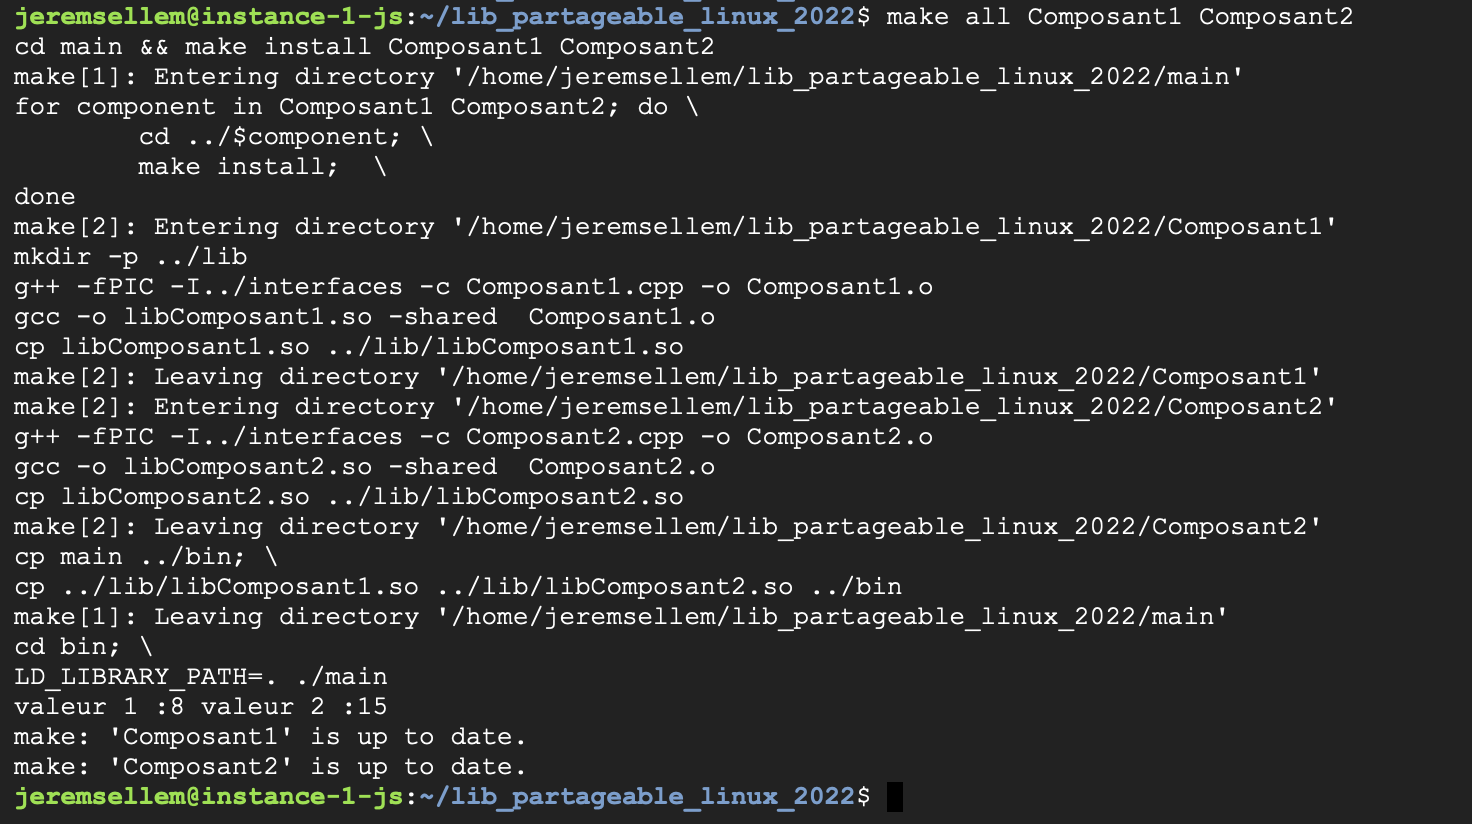 jeremsellem@instance-1-js:~/lib_partageable_linux_2022$ make all Composant1 Composant2
cd main && make install Composant1 Composant2
make[1]: Entering directory '/home/jeremsellem/lib_partageable_linux_2022/main'
for component in Composant1 Composant2; do \
        cd ../$component; \
        make install;  \
done
make[2]: Entering directory '/home/jeremsellem/lib_partageable_linux_2022/Composant1'
mkdir -p ../lib
g++ -fPIC -I../interfaces -c Composant1.cpp -o Composant1.o
gcc -o libComposant1.so -shared  Composant1.o
cp libComposant1.so ../lib/libComposant1.so
make[2]: Leaving directory '/home/jeremsellem/lib_partageable_linux_2022/Composant1'
make[2]: Entering directory '/home/jeremsellem/lib_partageable_linux_2022/Composant2'
g++ -fPIC -I../interfaces -c Composant2.cpp -o Composant2.o
gcc -o libComposant2.so -shared  Composant2.o
cp libComposant2.so ../lib/libComposant2.so
make[2]: Leaving directory '/home/jeremsellem/lib_partageable_linux_2022/Composant2'
cp main ../bin; \
cp ../lib/libComposant1.so ../lib/libComposant2.so ../bin
make[1]: Leaving directory '/home/jeremsellem/lib_partageable_linux_2022/main'
cd bin; \
LD_LIBRARY_PATH=. ./main
valeur 1 :8 valeur 2 :15
make: 'Composant1' is up to date.
make: 'Composant2' is up to date.
jeremsellem@instance-1-js:~/lib_partageable_linux_2022$